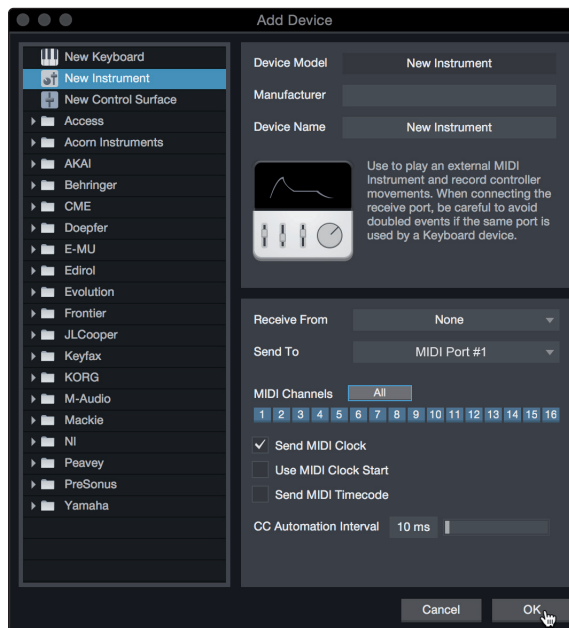 Add Device
New Keyboard
New Instrument
New Control Surface
Access
Acorn Instruments
AKAI
Behringer
CME
Doepfer
E-MU
Edirol
Evolution
Frontier
JLCooper
Keyfax
KORG
M-Audio
Mackie
NI
Peavey
PreSonus
Yamaha
Device Model New Instrument
Manufacturer
Device Name New Instrument
Use to play an external MIDI
Instrument and record controller
movements. When connecting the
receive port, be careful to avoid
doubled events if the same port is
used by a Keyboard device.
Receive From None
Send To MIDI Port #1
MIDI Channels All
1 2 3 4 5 6 7 8 9 10 11 12 13 14 15 16
Send MIDI Clock
Use MIDI Clock Start
Send MIDI Timecode
CC Automation Interval 10 ms
Cancel OK